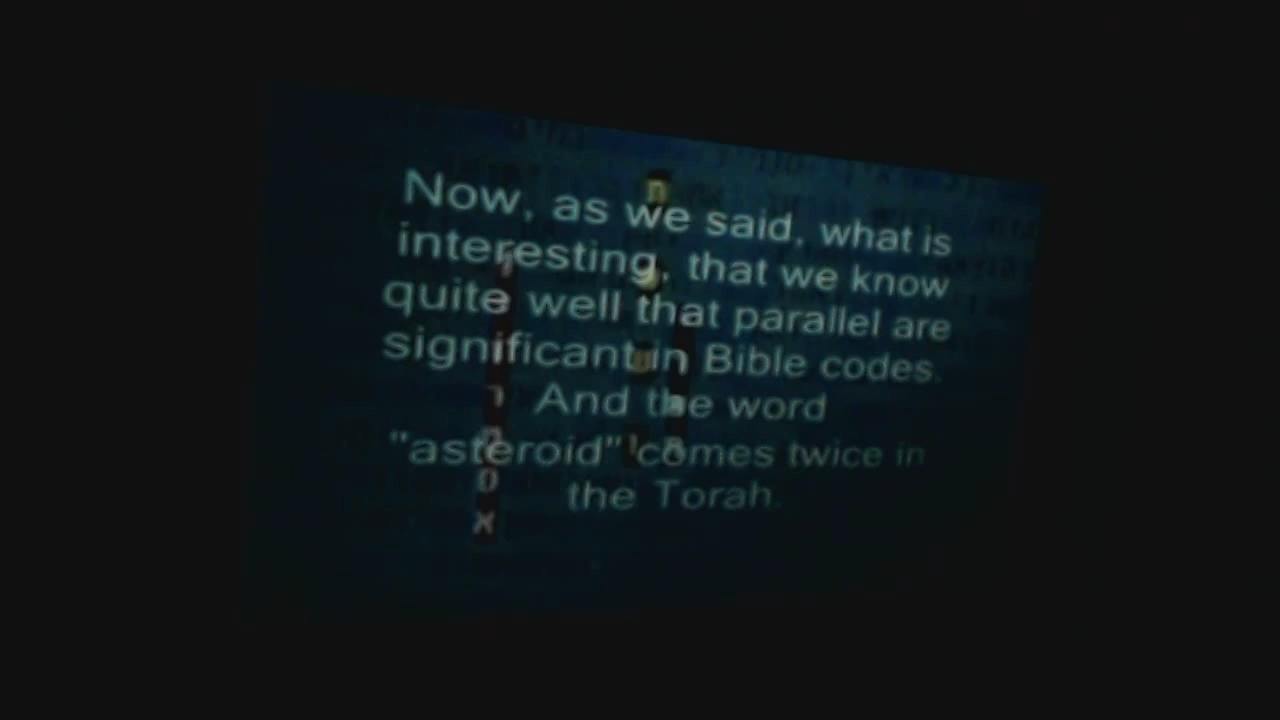 Now, as we said, what is
interesting, that we know
quite well that parallel are
significant in Bible codes.
And the word
"asteroid" comes twice in
the Torah.